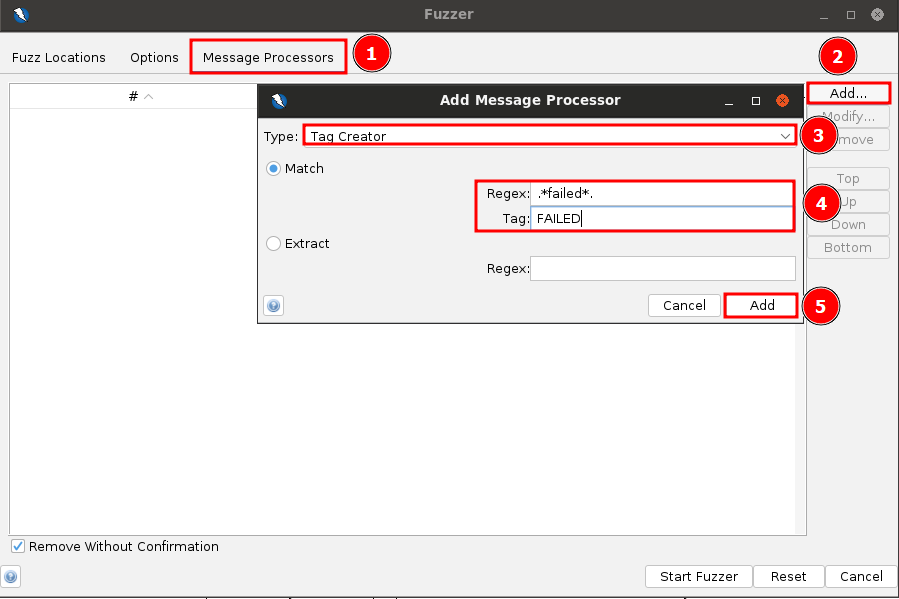 Fuzzer
Fuzz Locations Options Message Processors 1
2
# Add Message Processor Add...
Modify...
Type: Tag Creator 3 move
Match
Regex: .*failed*. 4
Tag: FAILED
Extract
Regex:
Top
Up
Down
Bottom
Cancel Add 5
Remove Without Confirmation
Start Fuzzer Reset Cancel